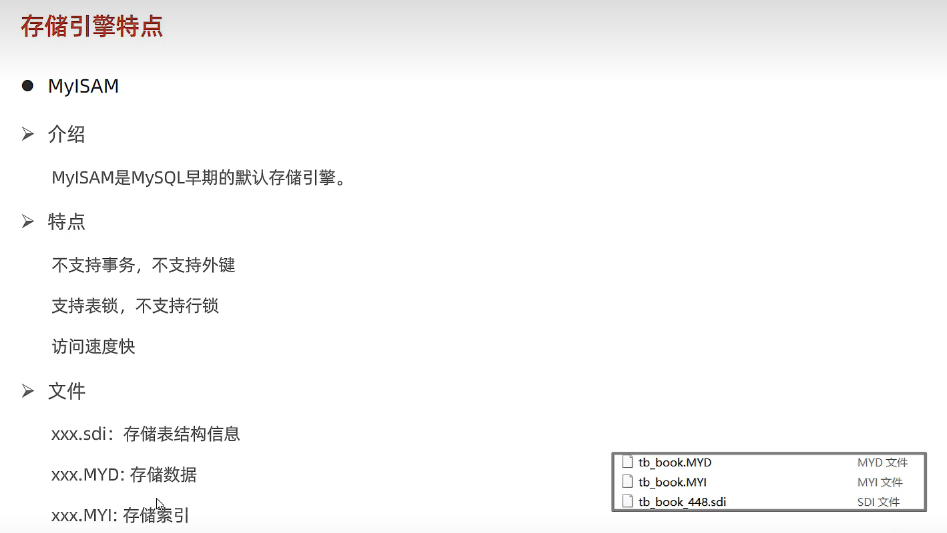 存储引擎特点
MyISAM
介绍
MyISAM是MySQL早期的默认存储引擎。
特点
不支持事务，不支持外键
支持表锁，不支持行锁
访问速度快
文件
xxx.sdi：存储表结构信息
xxx.MYD: 存储数据
xxx.MYI: 存储索引
tb_book.MYD MYD 文件
tb_book.MYI MYI 文件
tb_book_448.sdi SDI 文件